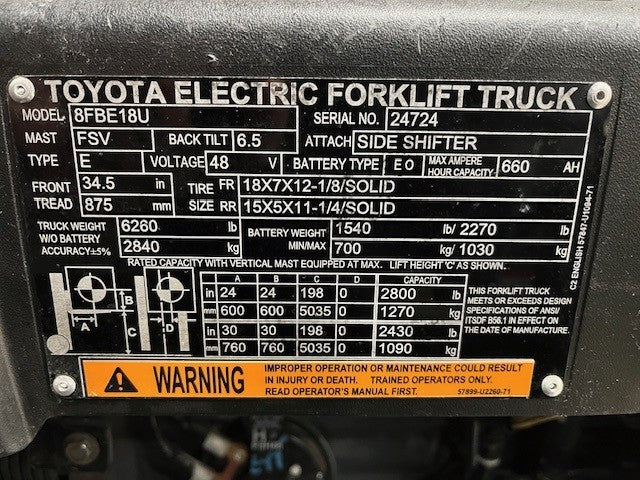 TOYOTA ELECTRIC FORKLIFT TRUCK
MODEL 8FBE18U SERIAL NO. 24724
MAST FSV BACK TILT 6.5 ATTACH SIDE SHIFTER
TYPE E VOLTAGE 48 V BATTERY TYPE EO MAX AMPERE HOUR CAPACITY 660 AH
FRONT 34.5 in TIRE FR 18X7X12-1/8/SOLID
TREAD 875 mm SIZE RR 15X5X11-1/4/SOLID
TRUCK WEIGHT 6260 lb BATTERY WEIGHT 1540 lb/ 2270 lb
W/O BATTERY ACCURACY±5% 2840 kg MIN/MAX 700 kg/ 1030 kg
RATED CAPACITY WITH VERTICAL MAST EQUIPPED AT MAX. LIFT HEIGHT 'C' AS SHOWN.
A B C D CAPACITY
in 24 24 198 0 2800 lb
mm 600 600 5035 0 1270 kg
in 30 30 198 0 2430 lb
mm 760 760 5035 0 1090 kg
A B C D
THIS FORKLIFT TRUCK
MEETS OR EXCEEDS DESIGN
SPECIFICATIONS OF ANSI/
ITSDF B56.1 IN EFFECT ON
THE DATE OF MANUFACTURE.
C2 ENGLISH 57847-U1094-71
WARNING
IMPROPER OPERATION OR MAINTENANCE COULD RESULT
IN INJURY OR DEATH. TRAINED OPERATORS ONLY.
READ OPERATOR'S MANUAL FIRST. 57899-U2260-71